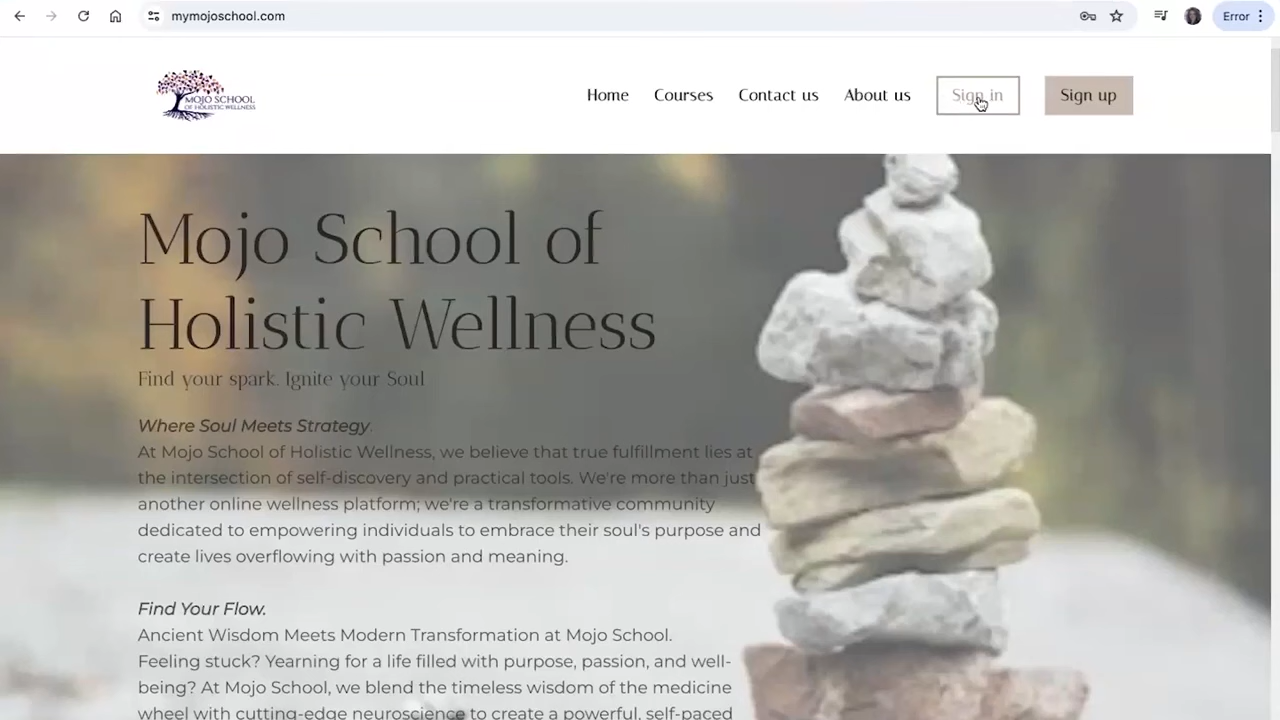 mymojoschool.com
Error
MOJO SCHOOL
OF HOLISTIC WELLNESS
Home Courses Contact us About us Sign in Sign up
Mojo School of
Holistic Wellness
Find your spark. Ignite your Soul
Where Soul Meets Strategy.
At Mojo School of Holistic Wellness, we believe that true fulfillment lies at
the intersection of self-discovery and practical tools. We're more than just
another online wellness platform; we're a transformative community
dedicated to empowering individuals to embrace their soul's purpose and
create lives overflowing with passion and meaning.
Find Your Flow.
Ancient Wisdom Meets Modern Transformation at Mojo School.
Feeling stuck? Yearning for a life filled with purpose, passion, and well-
being? At Mojo School, we blend the timeless wisdom of the medicine
wheel with cutting-edge neuroscience to create a powerful, self-paced